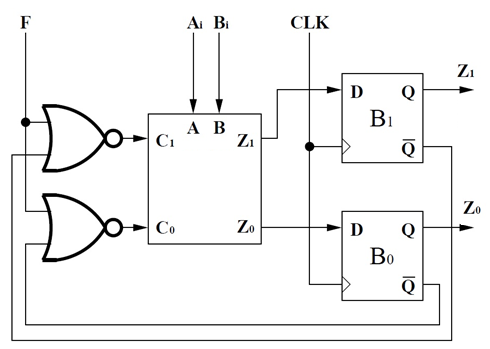 F Aᵢ Bᵢ CLK
Z₁
D Q
B₁
A B
C₁ Z₁
Q̅
Z₀
C₀ Z₀ D Q
B₀
Q̅